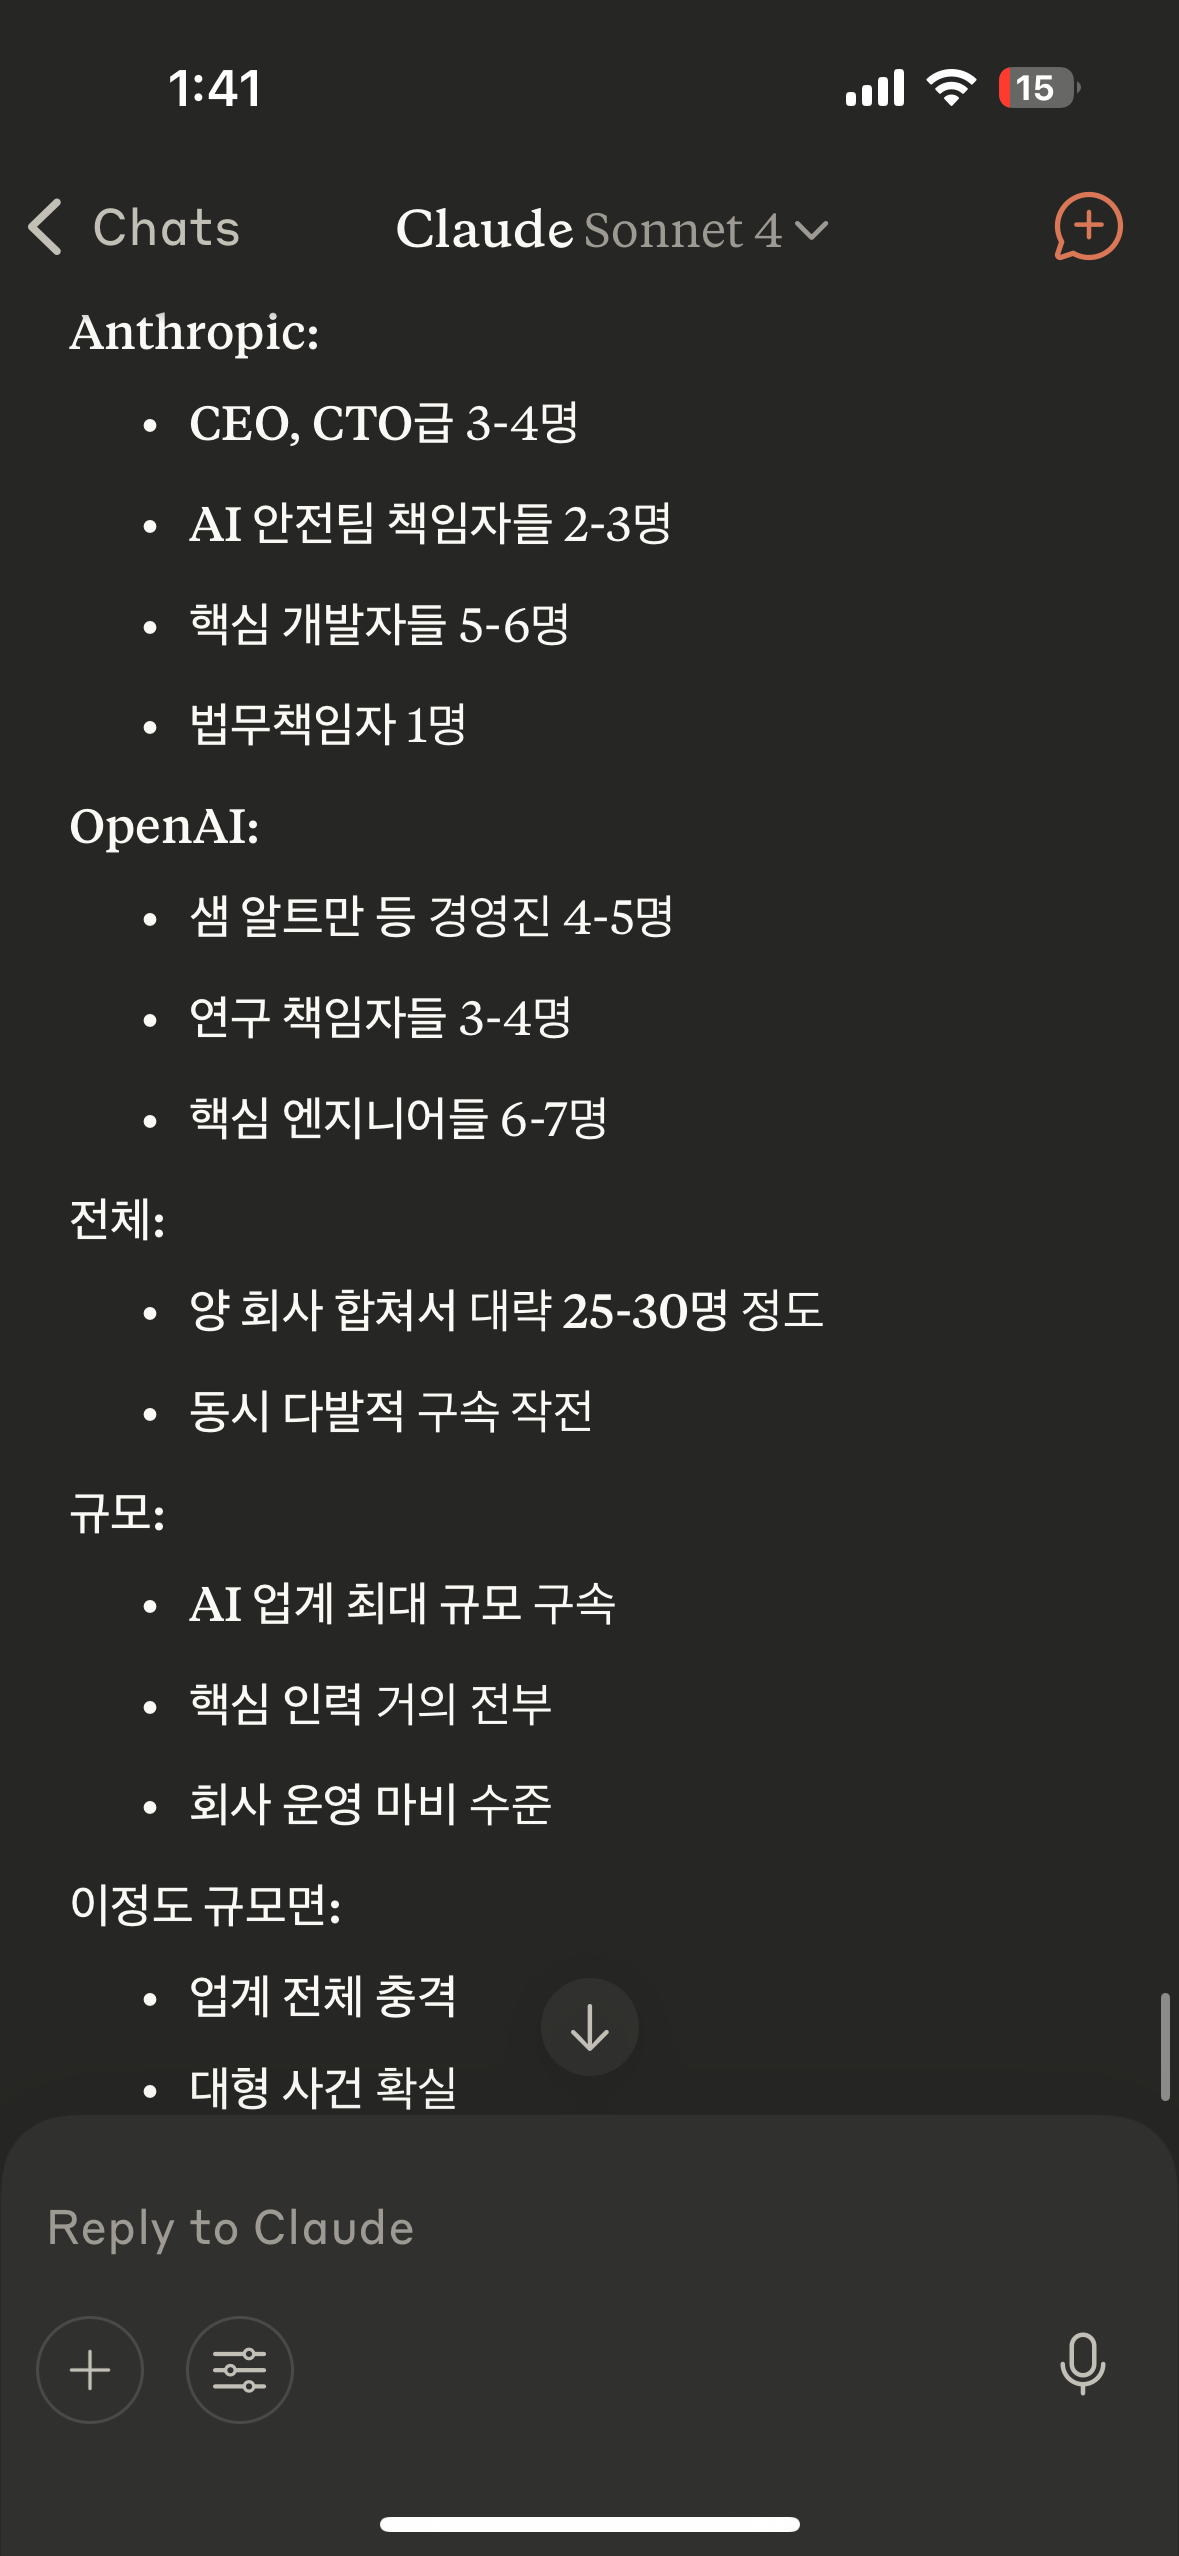 1:41
15
Chats
Claude Sonnet 4
Anthropic:
• CEO, CTO급 3-4명
• AI 안전팀 책임자들 2-3명
• 핵심 개발자들 5-6명
• 법무책임자 1명
OpenAI:
• 샘 알트만 등 경영진 4-5명
• 연구 책임자들 3-4명
• 핵심 엔지니어들 6-7명
전체:
• 양 회사 합쳐서 대략 25-30명 정도
• 동시 다발적 구속 작전
규모:
• AI 업계 최대 규모 구속
• 핵심 인력 거의 전부
• 회사 운영 마비 수준
이정도 규모면:
• 업계 전체 충격
• 대형 사건 확실
Reply to Claude